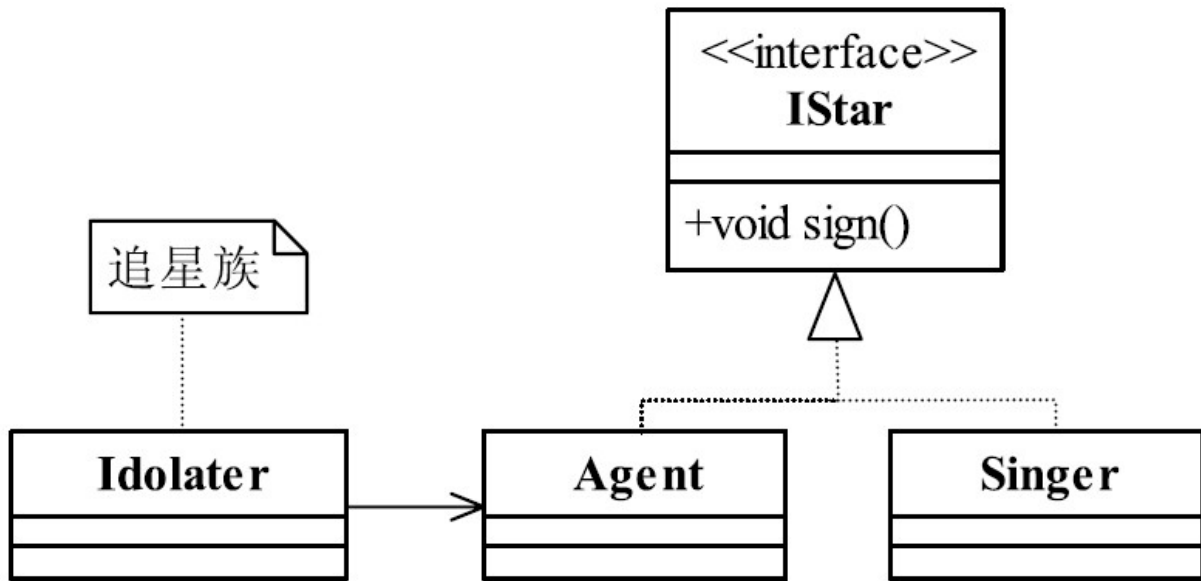 <<interface>>
IStar
+void sign()
追星族
Idolater
Agent
Singer